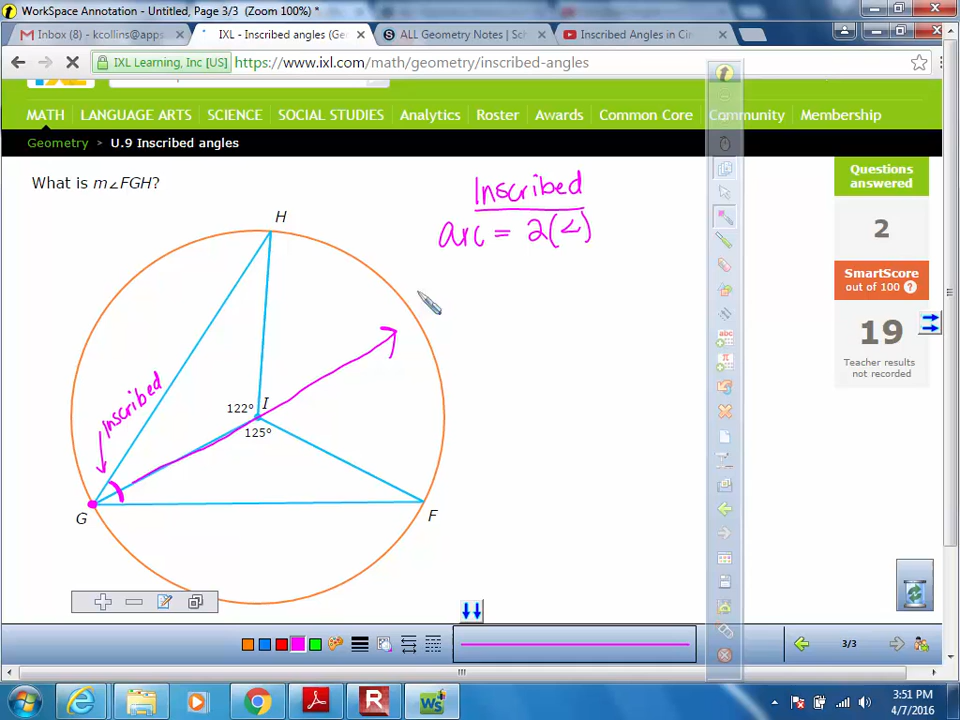 WorkSpace Annotation - Untitled, Page 3/3 (Zoom 100%) *
Inbox (0) - kcollins@apps
IXL - Inscribed angles (Ge
ALL Geometry Notes | Sch
Inscribed Angles in Cir
IXL Learning, Inc [US]
https://www.ixl.com/math/geometry/inscribed-angles
MATH LANGUAGE ARTS SCIENCE SOCIAL STUDIES Analytics Roster Awards Common Core Community Membership
Geometry > U.9 Inscribed angles
What is m∠FGH?
Inscribed
arc = 2(∠)
Questions
answered
2
SmartScore
out of 100 ?
19
Teacher results
not recorded
H
Inscribed
122°
I
125°
G
F
abc
π
3/3
R
3:51 PM
4/7/2016